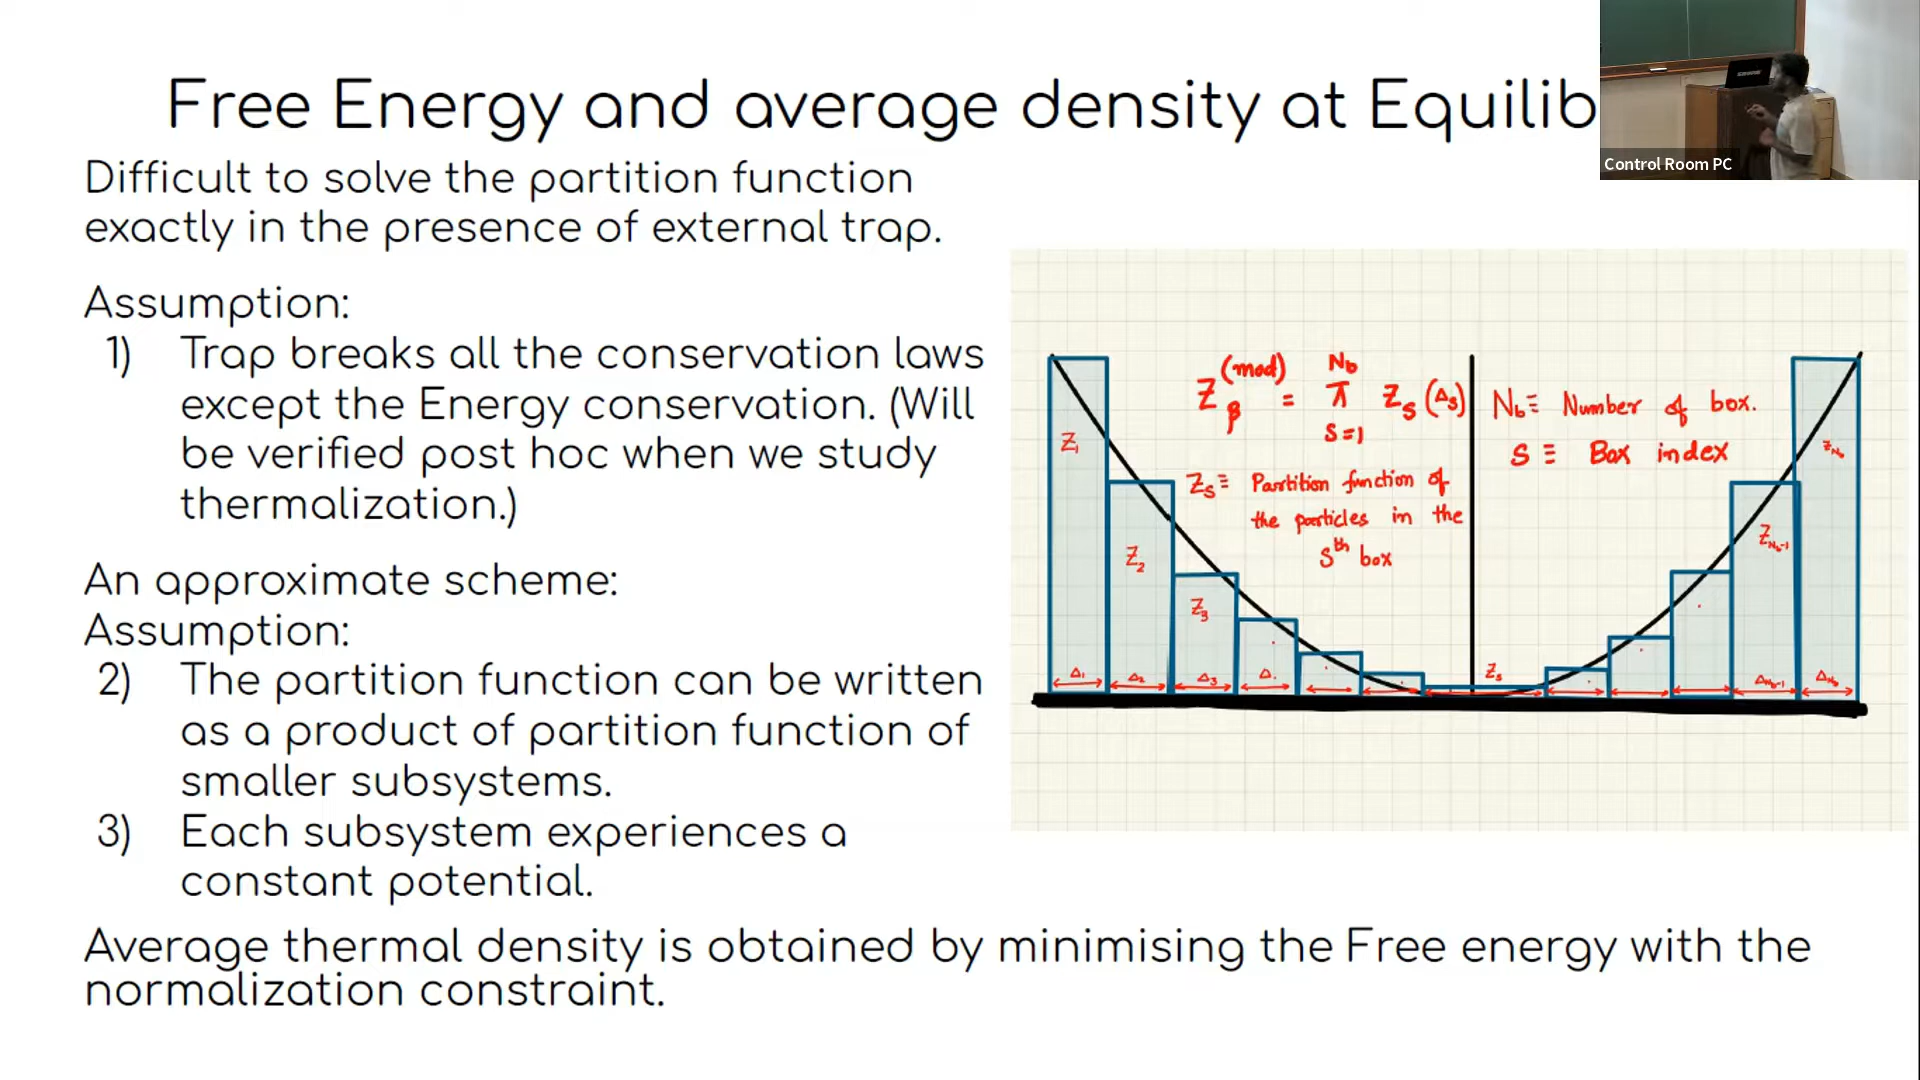 Free Energy and average density at Equilib
Control Room PC
Difficult to solve the partition function
exactly in the presence of external trap.
Assumption:
1) Trap breaks all the conservation laws
except the Energy conservation. (Will
be verified post hoc when we study
thermalization.)
An approximate scheme:
Assumption:
2) The partition function can be written
as a product of partition function of
smaller subsystems.
3) Each subsystem experiences a
constant potential.
Average thermal density is obtained by minimising the Free energy with the
normalization constraint.
Z_β^(mod) = π_{S=1}^{N_b} Z_S (Δ_S)
Z_S ≡ Partition function of
the particles in the
S^th box
N_b ≡ Number of box.
S ≡ Box index
Z_1
Z_2
Z_3
Z_S
Z_{N_b-1}
Z_{N_b}
Δ_1 Δ_2 Δ_3 Δ. Δ_{N_b-1} Δ_{N_b}